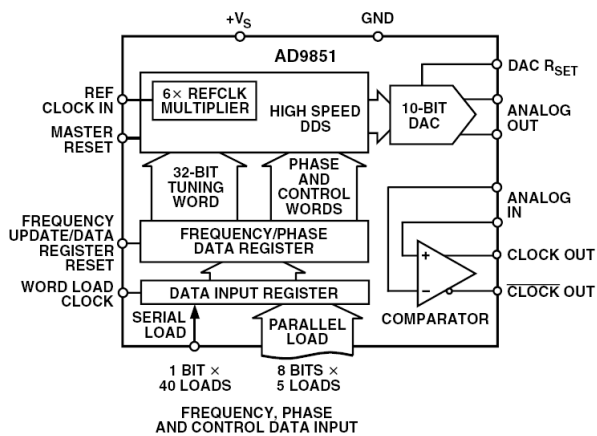 +VS
GND
AD9851
REF
CLOCK IN
6× REFCLK
MULTIPLIER
HIGH SPEED
DDS
10-BIT
DAC
DAC RSET
ANALOG
OUT
MASTER
RESET
32-BIT
TUNING
WORD
PHASE
AND
CONTROL
WORDS
ANALOG
IN
FREQUENCY
UPDATE/DATA
REGISTER
RESET
FREQUENCY/PHASE
DATA REGISTER
+
CLOCK OUT
WORD LOAD
CLOCK
DATA INPUT REGISTER
−
CLOCK OUT
COMPARATOR
SERIAL
LOAD
PARALLEL
LOAD
1 BIT ×
40 LOADS
8 BITS ×
5 LOADS
FREQUENCY, PHASE
AND CONTROL DATA INPUT